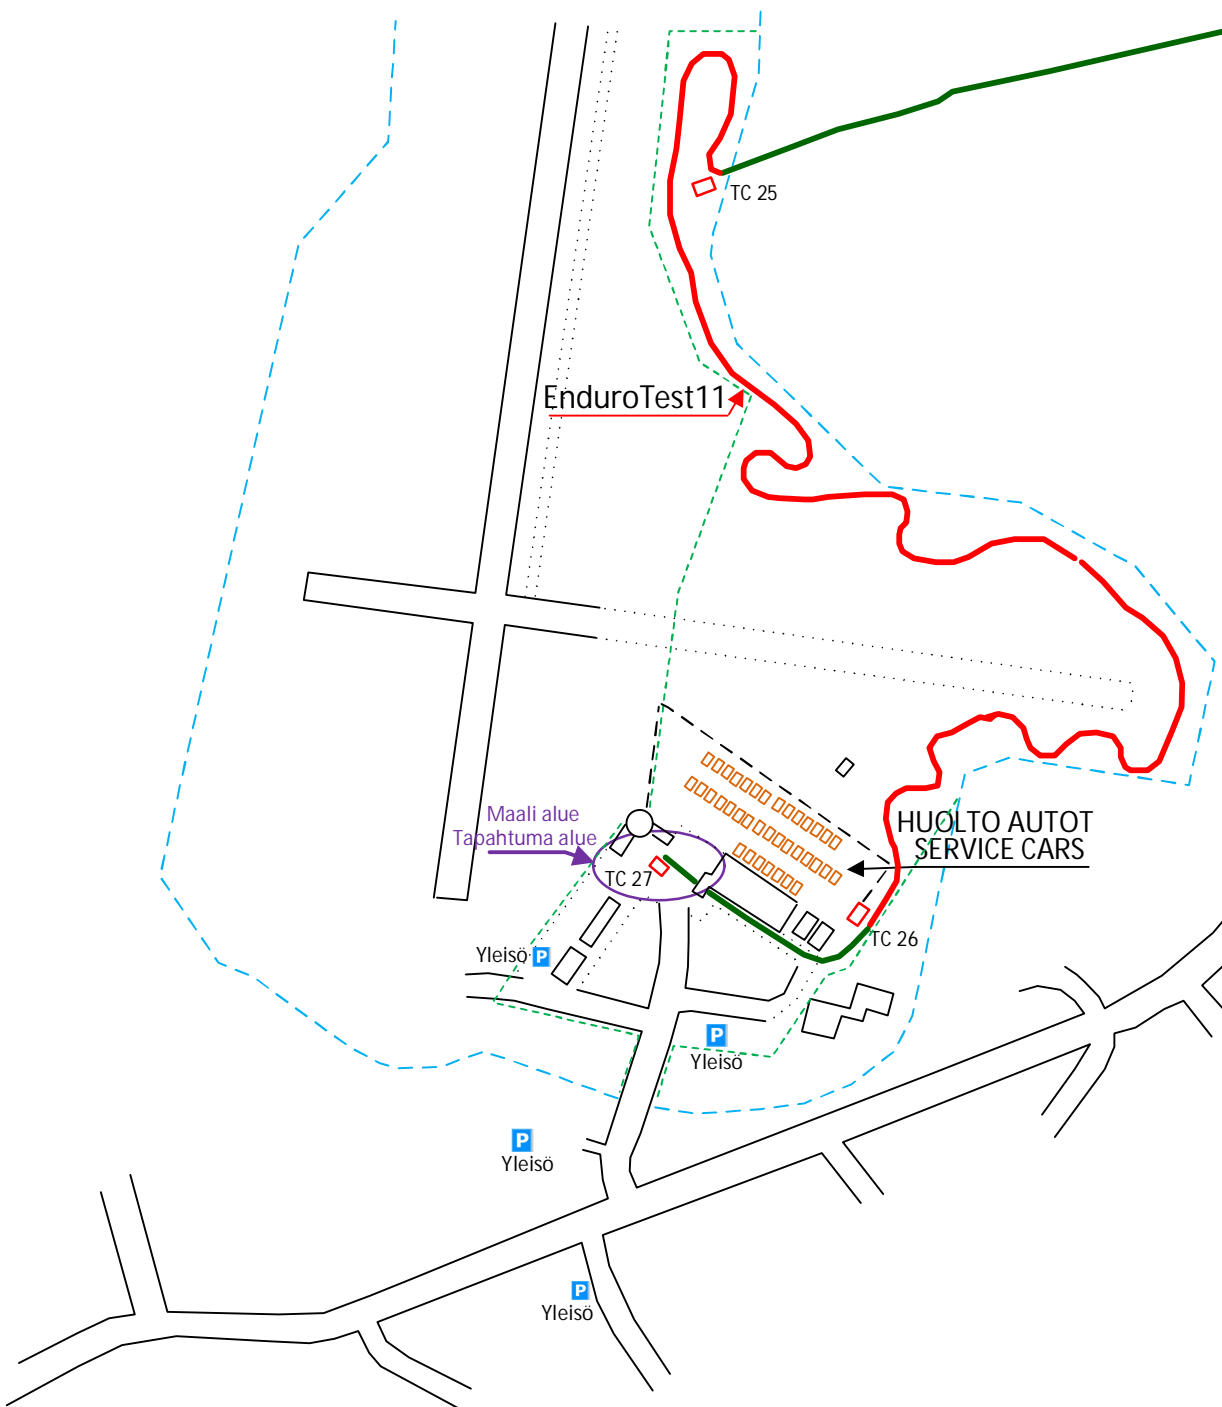 TC 25
EnduroTest11
Maali alue
Tapahtuma alue
HUOLTO AUTOT
SERVICE CARS
TC 27
TC 26
Yleisö P
P
Yleisö
P
Yleisö
P
Yleisö